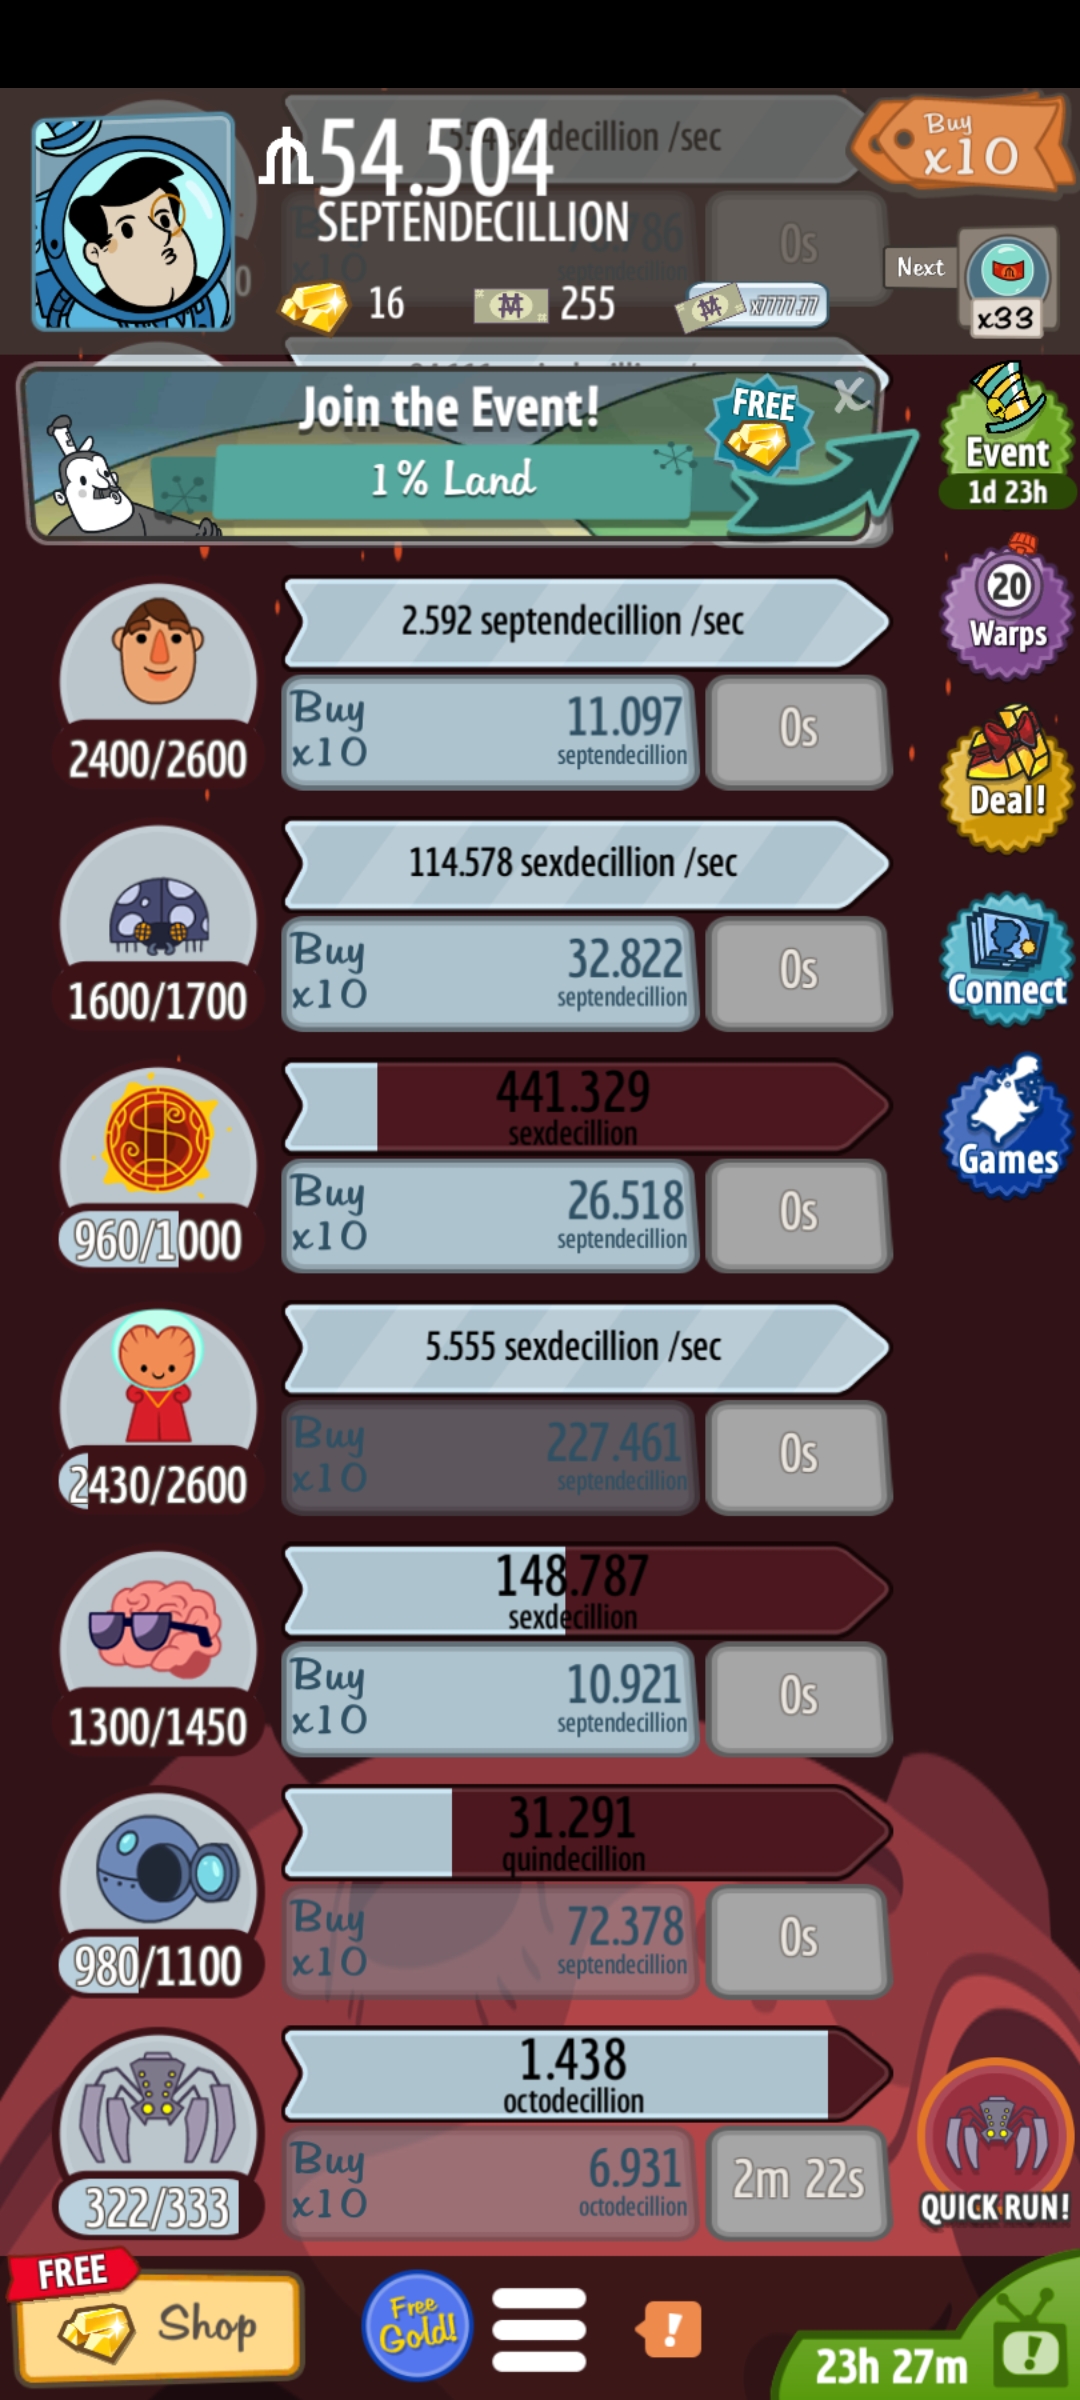 54.504
SEPTENDECILLION
Buy
x10
16
255
x7777.77
Next
x33
sexdecillion /sec
Buy
x10
septendecillion
0s
Join the Event!
1% Land
FREE
X
Event
1d 23h
2.592 septendecillion /sec
Buy
x10
11.097
septendecillion
0s
2400/2600
20
Warps
Deal!
114.578 sexdecillion /sec
Buy
x10
32.822
septendecillion
0s
1600/1700
Connect
441.329
sexdecillion
Buy
x10
26.518
septendecillion
0s
960/1000
Games
5.555 sexdecillion /sec
Buy
x10
227.461
septendecillion
0s
2430/2600
148.787
sexdecillion
Buy
x10
10.921
septendecillion
0s
1300/1450
31.291
quindecillion
Buy
x10
72.378
septendecillion
0s
980/1100
1.438
octodecillion
Buy
x10
6.931
octodecillion
2m 22s
322/333
QUICK RUN!
FREE
Shop
Free
Gold!
!
23h 27m
!